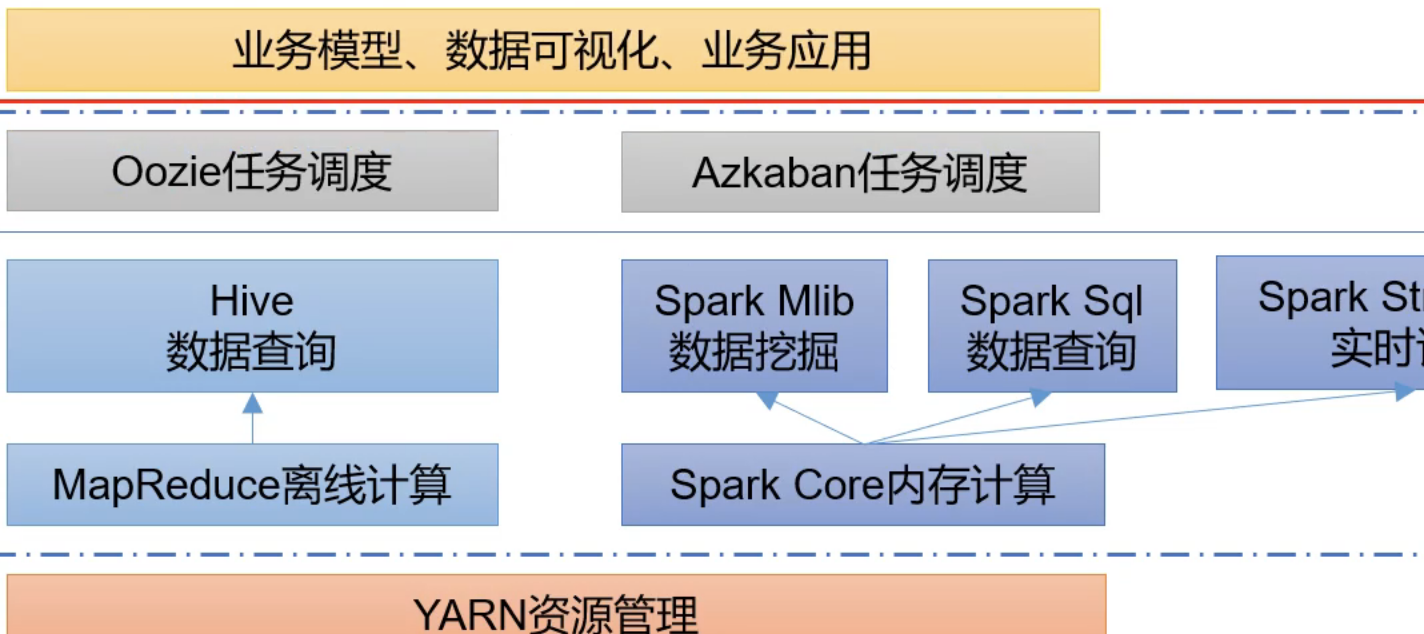 业务模型、数据可视化、业务应用
Oozie任务调度
Azkaban任务调度
Hive
数据查询
Spark Mlib
数据挖掘
Spark Sql
数据查询
Spark St
实时
MapReduce离线计算
Spark Core内存计算
YARN资源管理